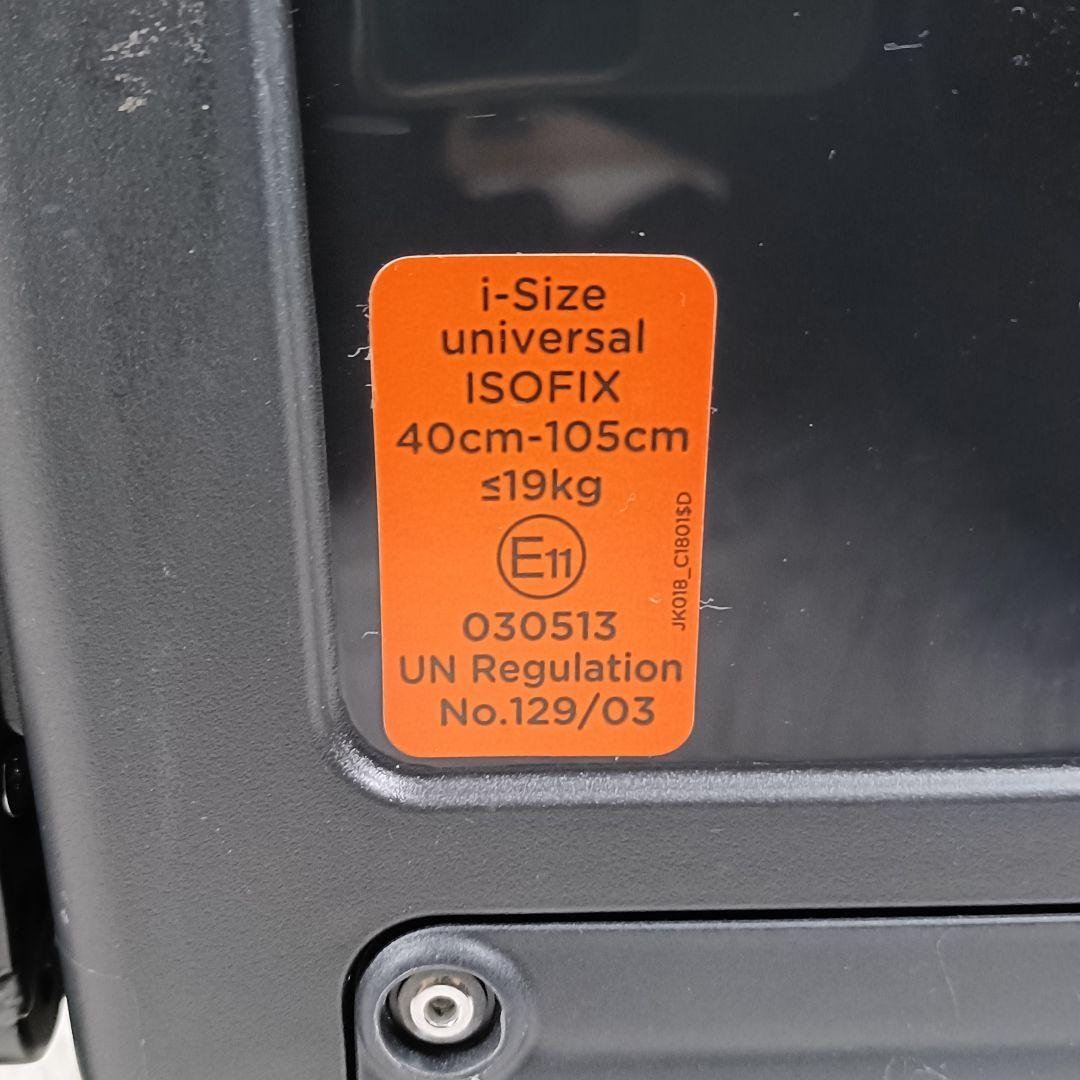 i-Size
universal
ISOFIX
40cm-105cm
≤19kg
E11
030513
UN Regulation
No.129/03
JK018_C1801$D